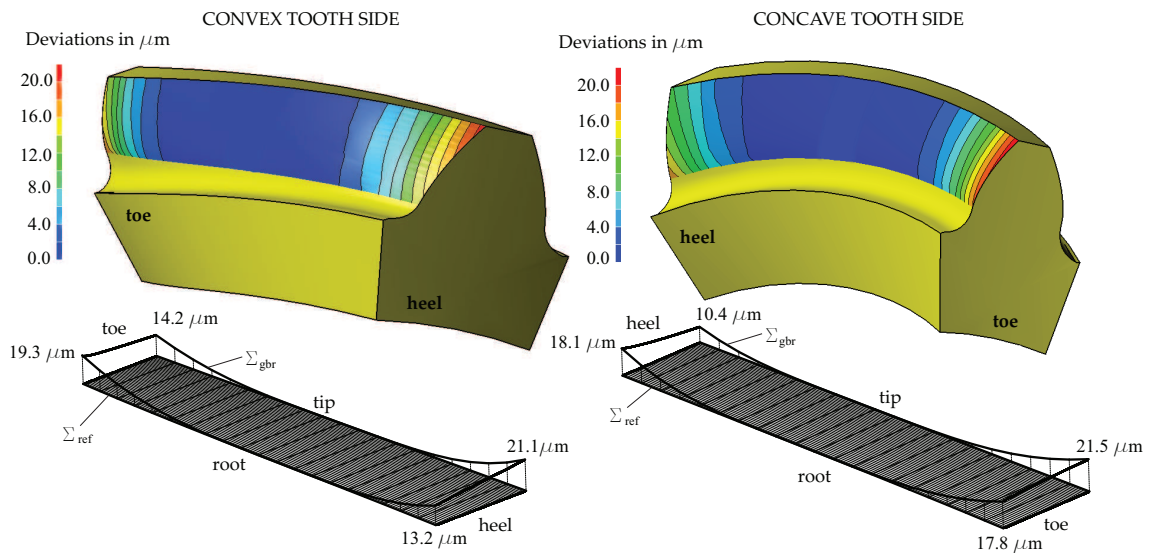 CONVEX TOOTH SIDE
Deviations in μm
20.0
16.0
12.0
8.0
4.0
0.0
toe
heel
toe
14.2 μm
19.3 μm
Σgbr
Σref
tip
root
21.1μm
13.2 μm
heel
CONCAVE TOOTH SIDE
Deviations in μm
20.0
16.0
12.0
8.0
4.0
0.0
heel
toe
heel
10.4 μm
18.1 μm
Σgbr
Σref
tip
root
21.5 μm
17.8 μm
toe